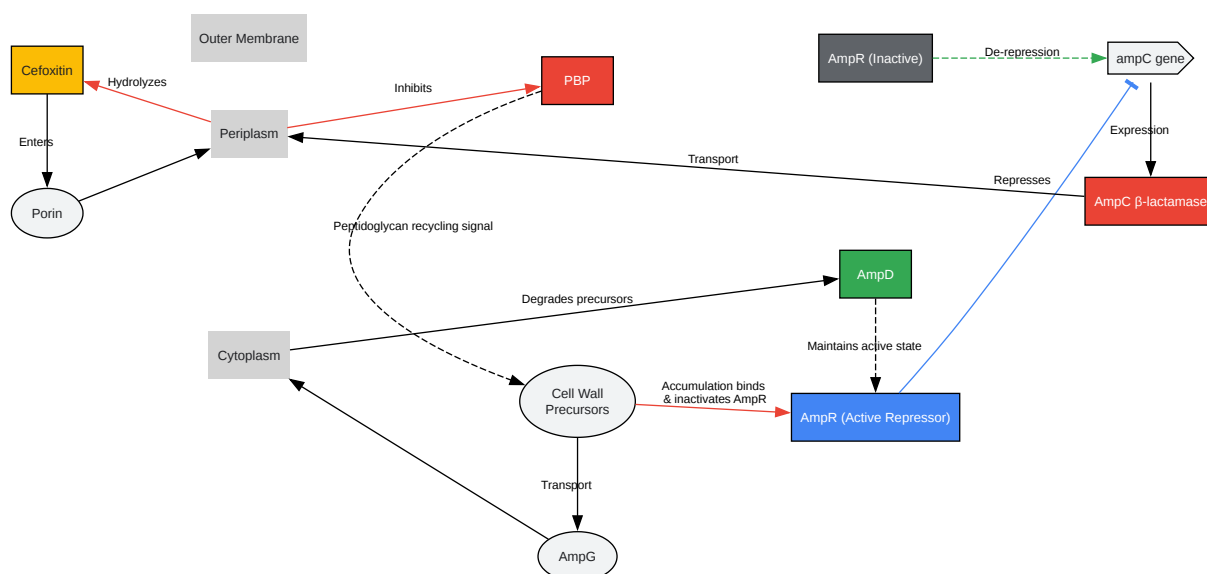 Outer Membrane
Cefoxitin
AmpR (Inactive)
De-repression
ampC gene
Hydrolyzes
Inhibits
PBP
Enters
Periplasm
Expression
Transport
Represses
AmpC β-lactamase
Porin
Peptidoglycan recycling signal
AmpD
Degrades precursors
Maintains active state
Cytoplasm
Cell Wall
Precursors
Accumulation binds
& inactivates AmpR
AmpR (Active Repressor)
Transport
AmpG